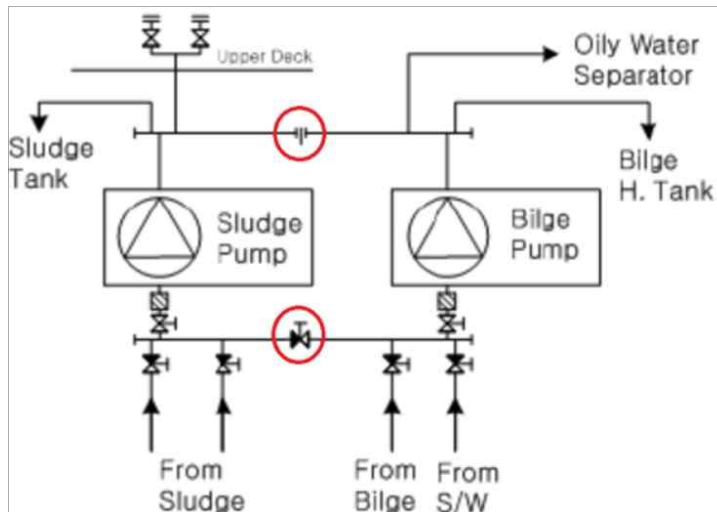 Upper Deck
Oily Water
Separator
Sludge
Tank
Bilge
H. Tank
Sludge
Pump
Bilge
Pump
From
Sludge
From
Bilge
From
S/W